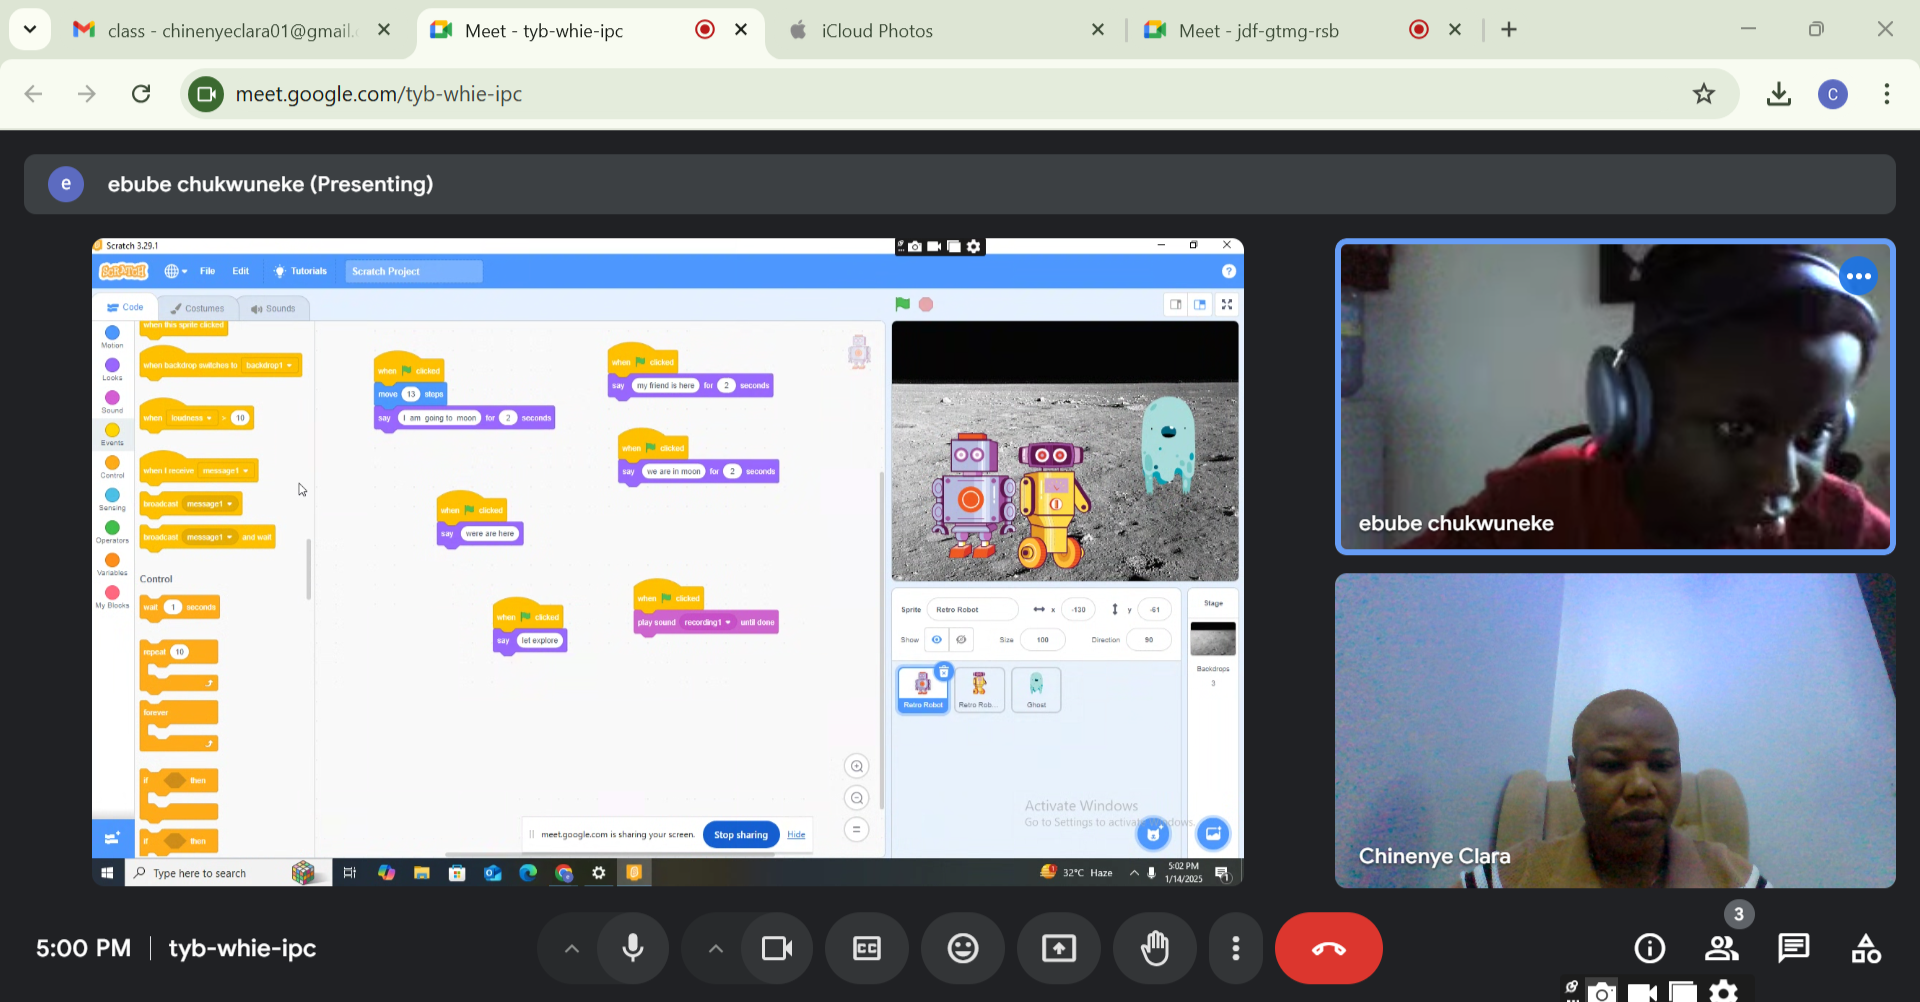 class - chinenyeclara01@gmail.
Meet - tyb-whie-ipc
iCloud Photos
Meet - jdf-gtmg-rsb
meet.google.com/tyb-whie-ipc
C
e
ebube chukwuneke (Presenting)
Scratch 3.29.1
SCRATCH
File
Edit
Tutorials
Scratch Project
?
Code
Costumes
Sounds
Motion
Looks
Sound
Events
Control
Sensing
Operators
Variables
My Blocks
when this sprite clicked
when backdrop switches to backdrop1
when loudness > 10
when I receive message1
broadcast message1
broadcast message1 and wait
Control
wait 1 seconds
repeat 10
forever
if then
if then
when clicked
move 13 steps
say I am going to moon for 2 seconds
when clicked
say my friend is here for 2 seconds
when clicked
say we are in moon for 2 seconds
when clicked
say were are here
when clicked
say let explore
when clicked
play sound recording1 until done
Sprite Retro Robot x -130 y -61
Show Size 100 Direction 90
Retro Robot
Retro Rob...
Ghost
Stage
Backdrops
3
Activate Windows
Go to Settings to activate Windows.
meet.google.com is sharing your screen.
Stop sharing
Hide
Type here to search
32°C Haze
5:02 PM
1/14/2025
1
ebube chukwuneke
Chinenye Clara
5:00 PM
tyb-whie-ipc
CC
3